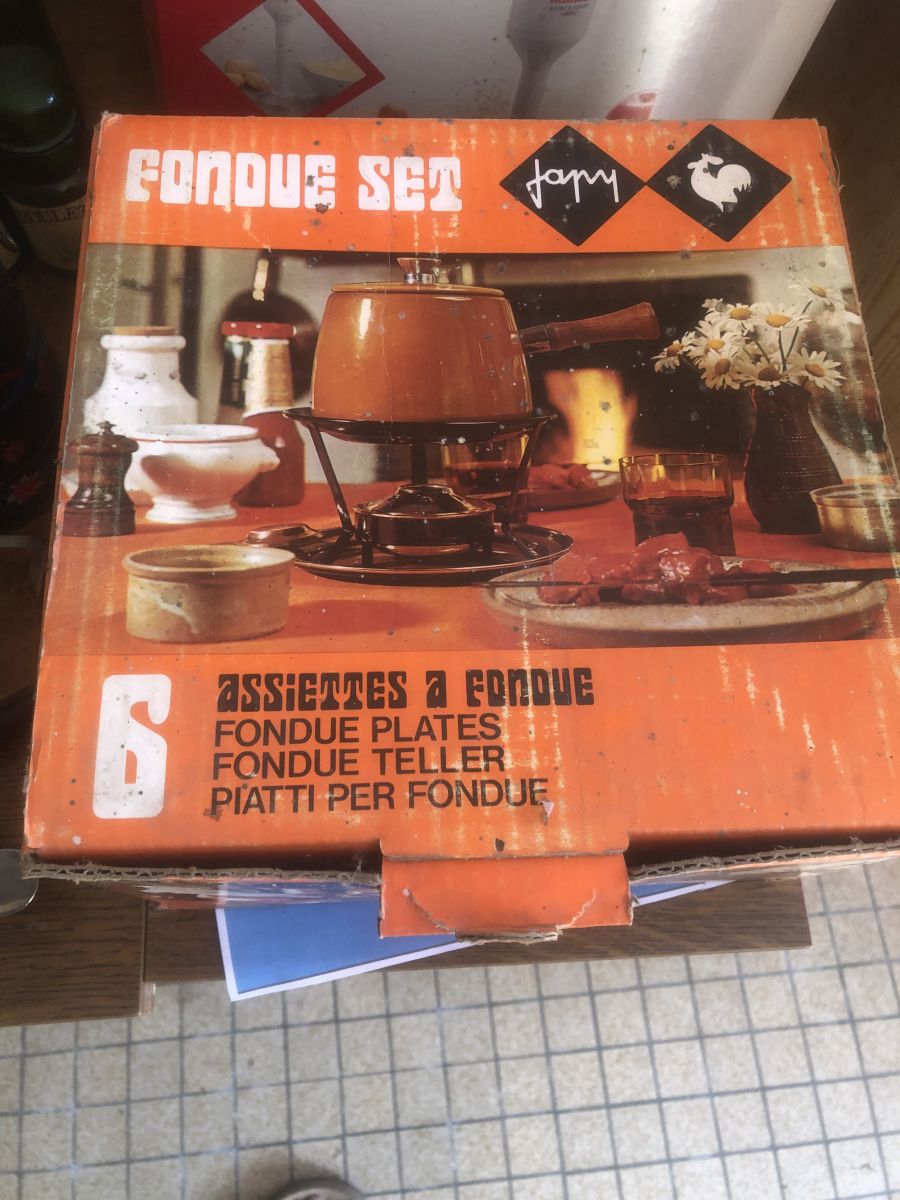 FONDUE SET
Japy
6
ASSiETTES A FONDUE
FONDUE PLATES
FONDUE TELLER
PIATTI PER FONDUE